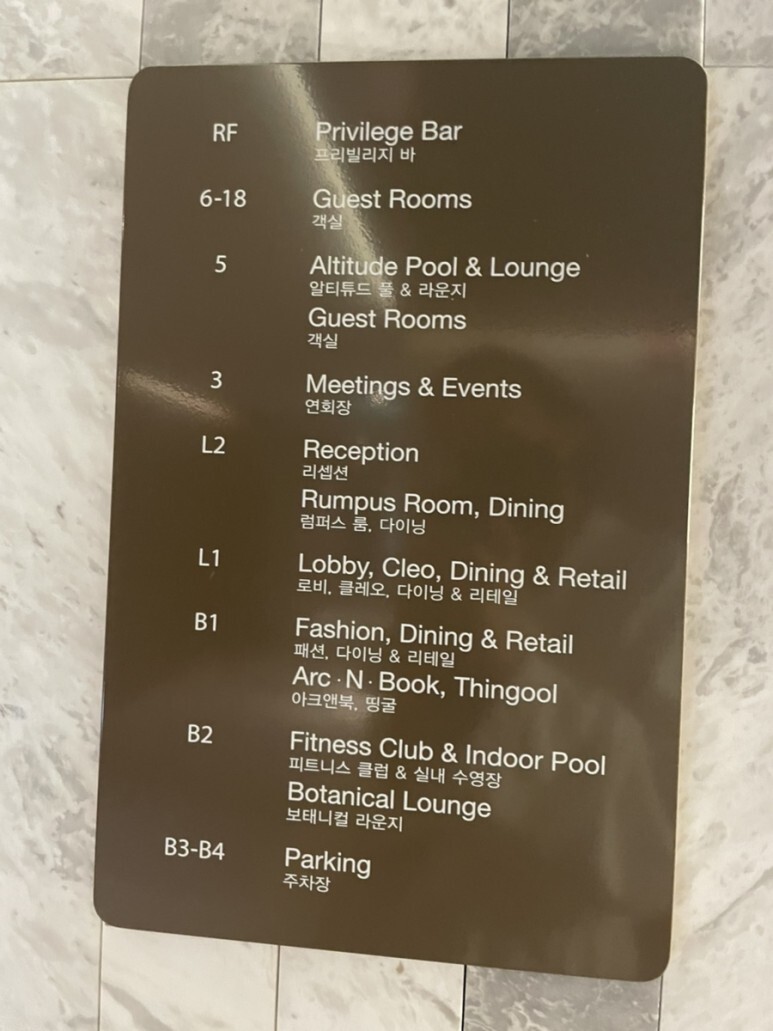 RF Privilege Bar
프리빌리지 바
6-18 Guest Rooms
객실
5 Altitude Pool & Lounge
알티튜드 풀 & 라운지
Guest Rooms
객실
3 Meetings & Events
연회장
L2 Reception
리셉션
Rumpus Room, Dining
럼퍼스 룸, 다이닝
L1 Lobby, Cleo, Dining & Retail
로비, 클레오, 다이닝 & 리테일
B1 Fashion, Dining & Retail
패션, 다이닝 & 리테일
Arc·N·Book, Thingool
아크앤북, 띵굴
B2 Fitness Club & Indoor Pool
피트니스 클럽 & 실내 수영장
Botanical Lounge
보태니컬 라운지
B3-B4 Parking
주차장